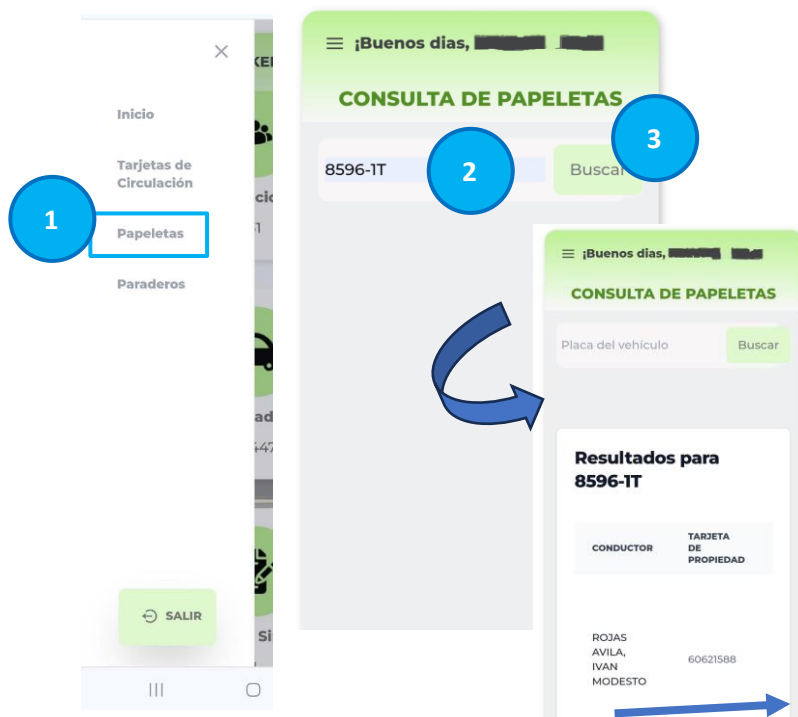 Inicio
Tarjetas de
Circulación
1
Papeletas
Paraderos
SALIR
¡Buenos dias,
CONSULTA DE PAPELETAS
3
8596-1T
2
Buscar
¡Buenos dias,
CONSULTA DE PAPELETAS
Placa del vehículo
Buscar
Resultados para
8596-1T
CONDUCTOR
TARJETA
DE
PROPIEDAD
ROJAS
AVILA,
IVAN
MODESTO
60621588